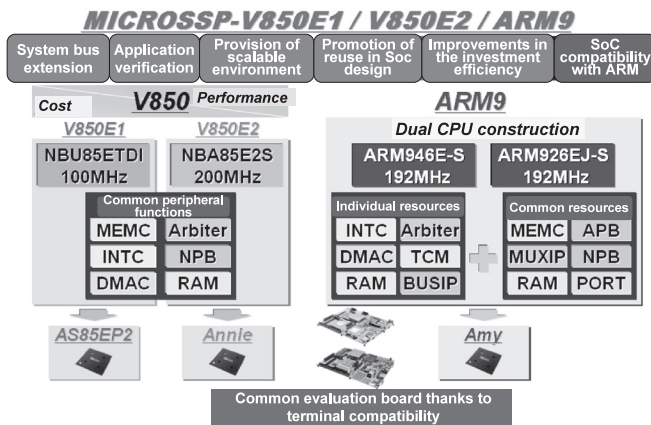 MICROSSP-V850E1 / V850E2 / ARM9
System bus
extension
Application
verification
Provision of
scalable
environment
Promotion of
reuse in Soc
design
Improvements in
the investment
efficiency
SoC
compatibility
with ARM
Cost V850 Performance
V850E1 V850E2
NBU85ETDI
100MHz
NBA85E2S
200MHz
Common peripheral
functions
MEMC Arbiter
INTC NPB
DMAC RAM
AS85EP2
Annie
ARM9
Dual CPU construction
ARM946E-S
192MHz
ARM926EJ-S
192MHz
Individual resources
INTC Arbiter
DMAC TCM
RAM BUSIP
Common resources
MEMC APB
MUXIP NPB
RAM PORT
Amy
Common evaluation board thanks to
terminal compatibility